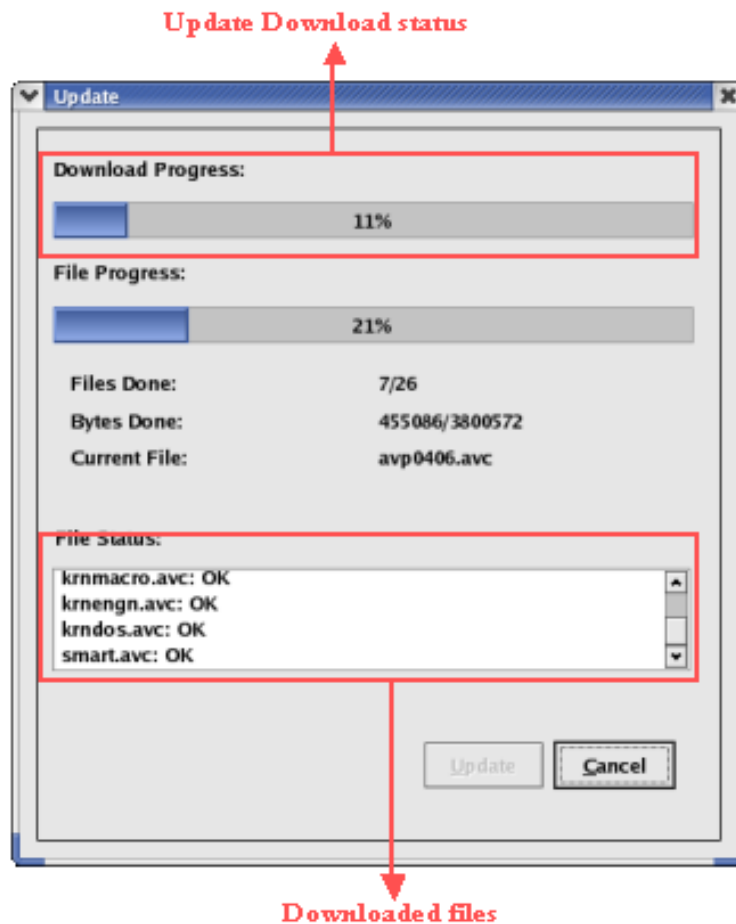 Update Download status
Update
Download Progress:
11%
File Progress:
21%
Files Done: 7/26
Bytes Done: 455086/3800572
Current File: avp0406.avc
File Status:
krnmacro.avc: OK
krnengn.avc: OK
krndos.avc: OK
smart.avc: OK
Update Cancel
Downloaded files